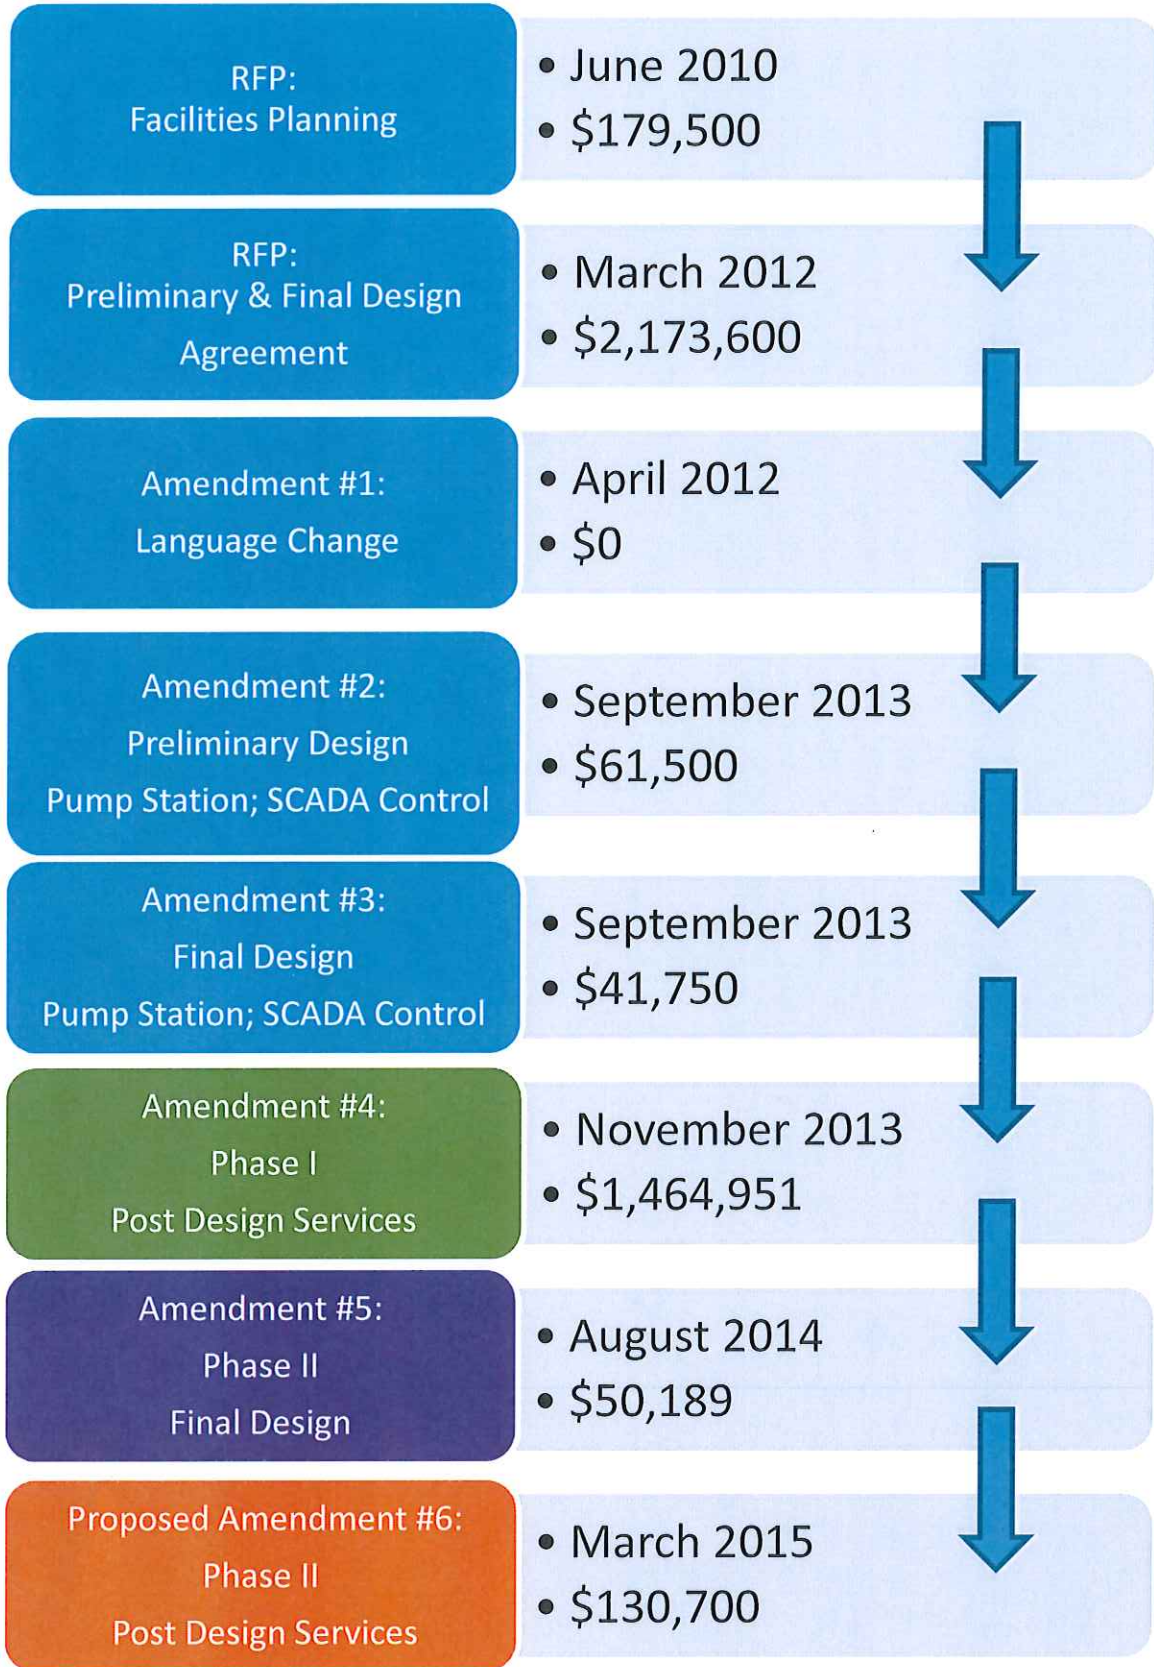 RFP:
Facilities Planning
• June 2010
• $179,500
RFP:
Preliminary & Final Design
Agreement
• March 2012
• $2,173,600
Amendment #1:
Language Change
• April 2012
• $0
Amendment #2:
Preliminary Design
Pump Station; SCADA Control
• September 2013
• $61,500
Amendment #3:
Final Design
Pump Station; SCADA Control
• September 2013
• $41,750
Amendment #4:
Phase I
Post Design Services
• November 2013
• $1,464,951
Amendment #5:
Phase II
Final Design
• August 2014
• $50,189
Proposed Amendment #6:
Phase II
Post Design Services
• March 2015
• $130,700